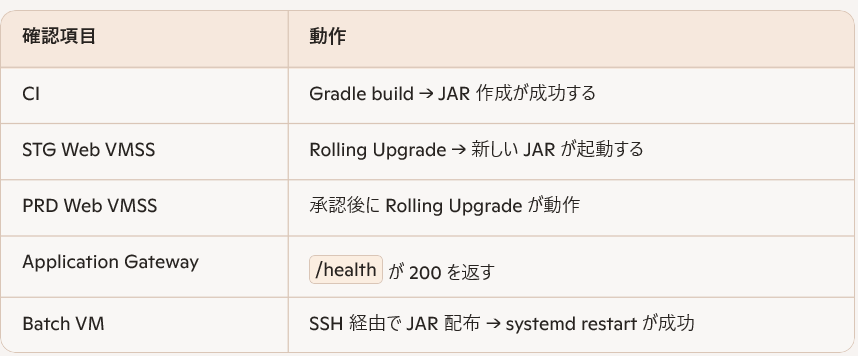 確認項目 動作
CI Gradle build → JAR 作成が成功する
STG Web VMSS Rolling Upgrade → 新しい JAR が起動する
PRD Web VMSS 承認後に Rolling Upgrade が動作
Application Gateway /health が 200 を返す
Batch VM SSH 経由で JAR 配布 → systemd restart が成功